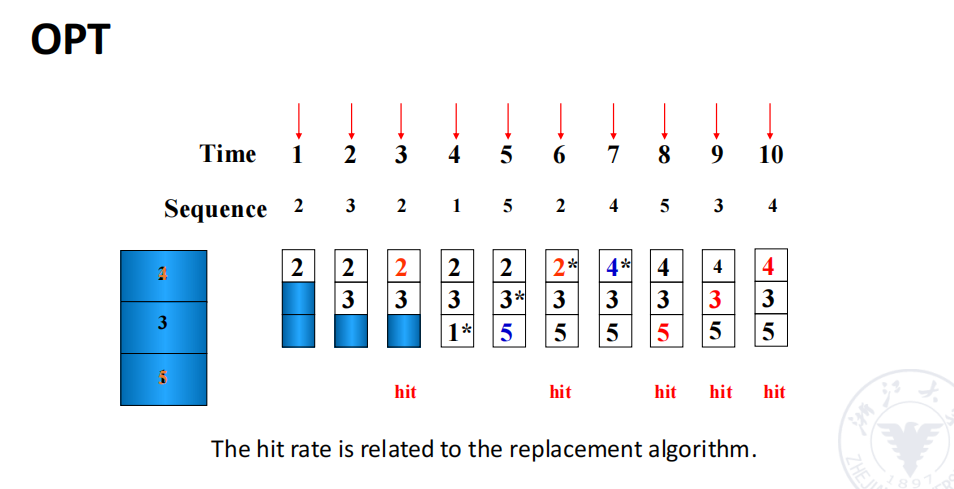 OPT
Time 1 2 3 4 5 6 7 8 9 10
Sequence 2 3 2 1 5 2 4 5 3 4
2 2 2 2 2 2* 4* 4 4 4
3 3 3 3 3* 3 3 3 3 3
1* 5 5 5 5 5 5
hit hit hit hit hit
The hit rate is related to the replacement algorithm.
1897